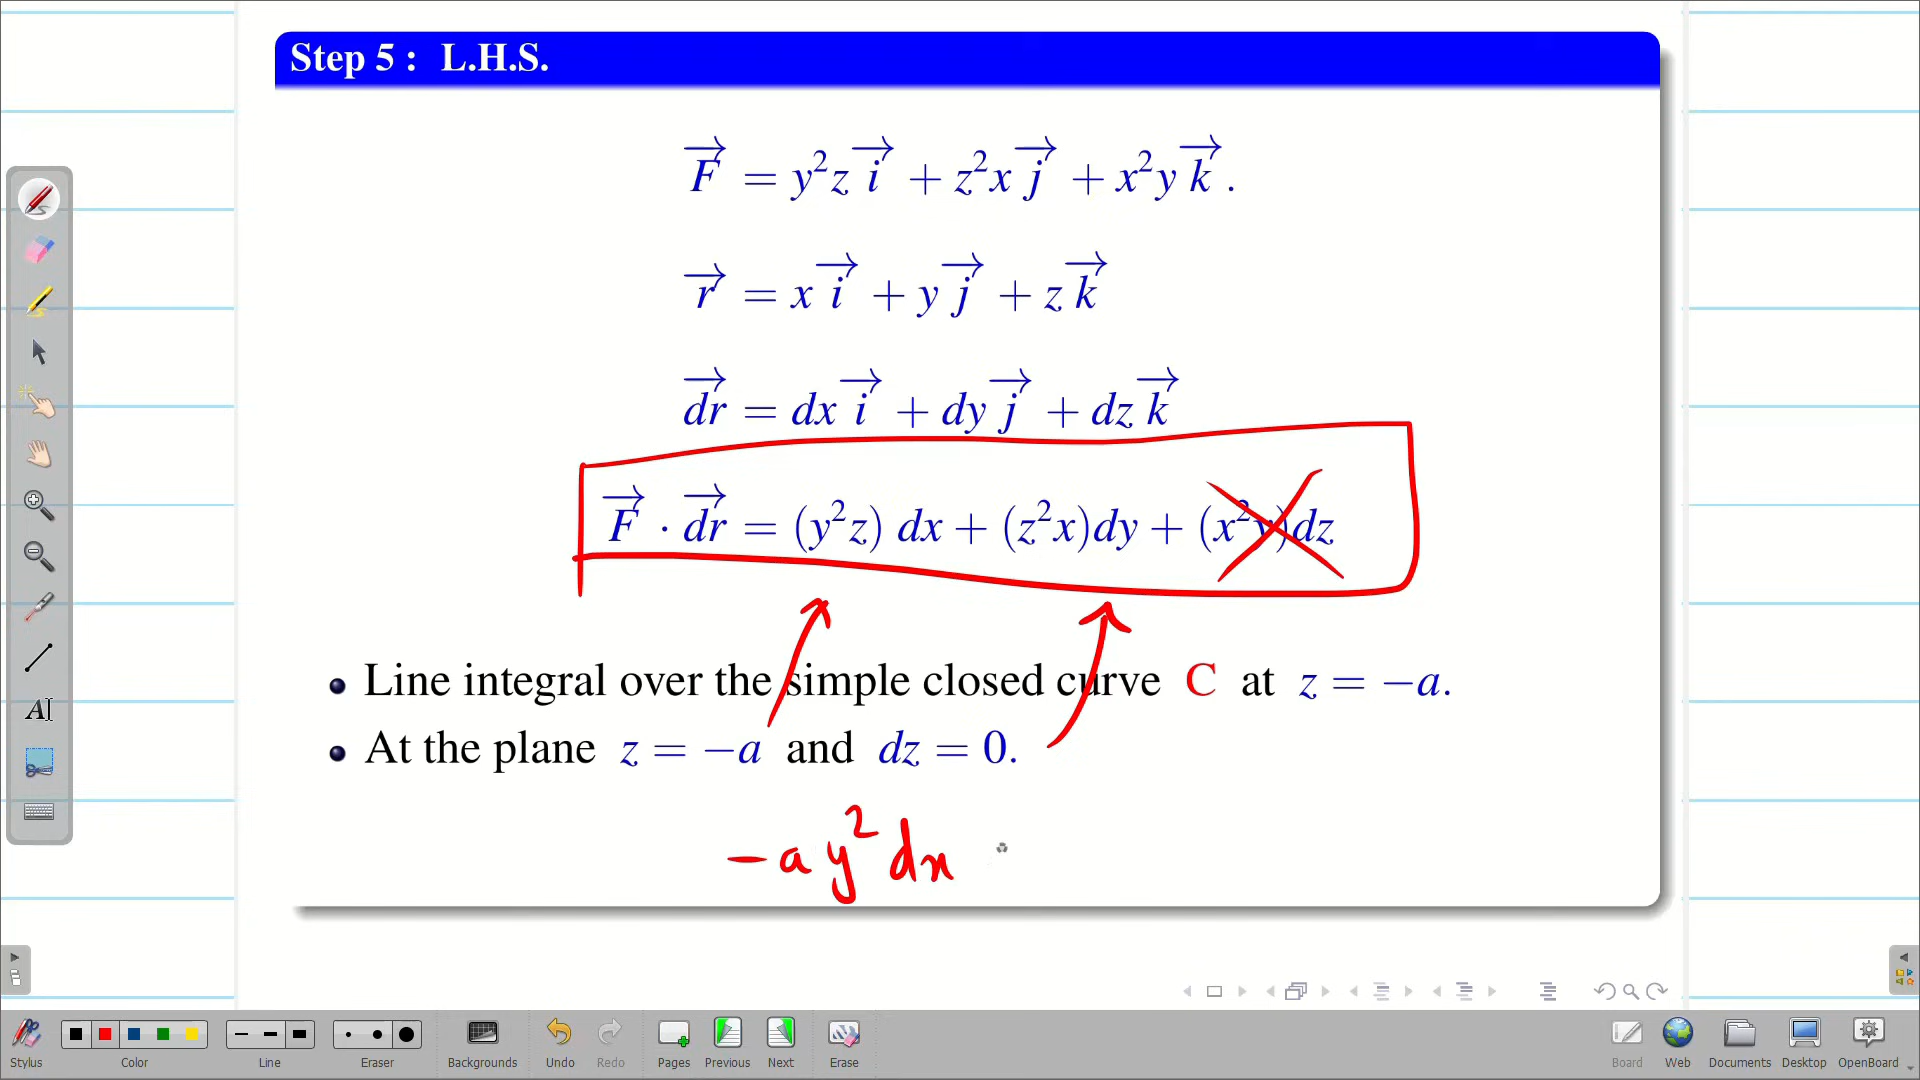 Step 5 : L.H.S.
F⃗ = y²z i⃗ + z²x j⃗ + x²y k⃗ .
r⃗ = x i⃗ + y j⃗ + z k⃗
dr⃗ = dx i⃗ + dy j⃗ + dz k⃗
F⃗ · dr⃗ = (y²z) dx + (z²x)dy + (x²y)dz
Line integral over the simple closed curve C at z = −a.
At the plane z = −a and dz = 0.
−a y² dx
Stylus Color Line Eraser Backgrounds Undo Redo Pages Previous Next Erase Board Web Documents Desktop OpenBoard